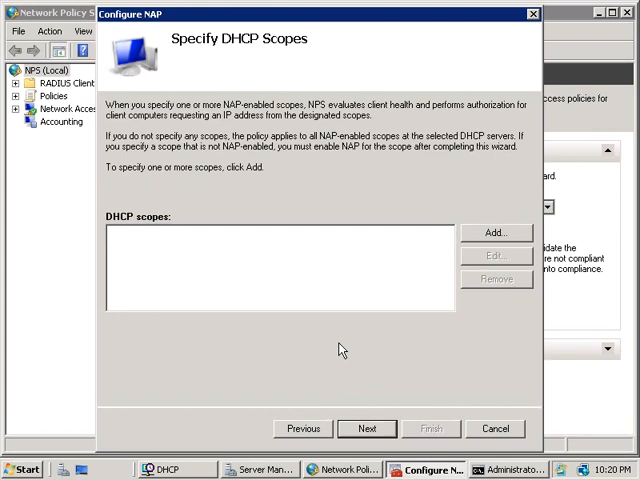 Network Policy S
Configure NAP
File Action View
Specify DHCP Scopes
NPS (Local)
RADIUS Client
Policies
Network Acces
Accounting
When you specify one or more NAP-enabled scopes, NPS evaluates client health and performs authorization for
client computers requesting an IP address from the designated scopes.
If you do not specify any scopes, the policy applies to all NAP-enabled scopes at the selected DHCP servers. If
you specify a scope that is not NAP-enabled, you must enable NAP for the scope after completing this wizard.
To specify one or more scopes, click Add.
ccess policies for
ard.
idate the
re not compliant
into compliance.
DHCP scopes:
Add...
Edit...
Remove
Previous Next Finish Cancel
Start DHCP Server Man... Network Poli... Configure N... Administrato... 10:20 PM